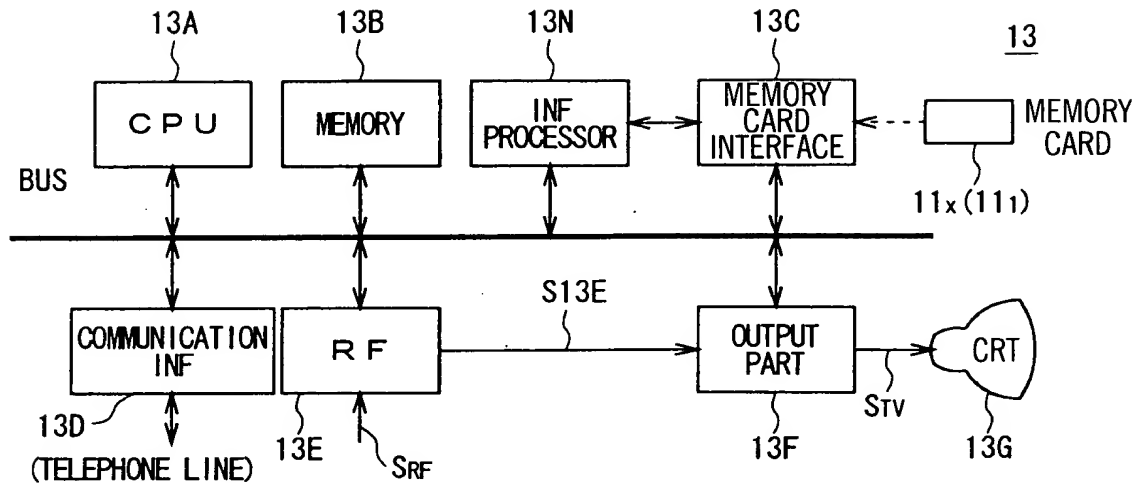 13A
13B
13N
13C
13
CPU
MEMORY
INF
PROCESSOR
MEMORY
CARD
INTERFACE
MEMORY
CARD
BUS
11x (111)
S13E
COMMUNICATION
INF
RF
OUTPUT
PART
CRT
STV
13D
13E
SRF
13F
13G
(TELEPHONE LINE)